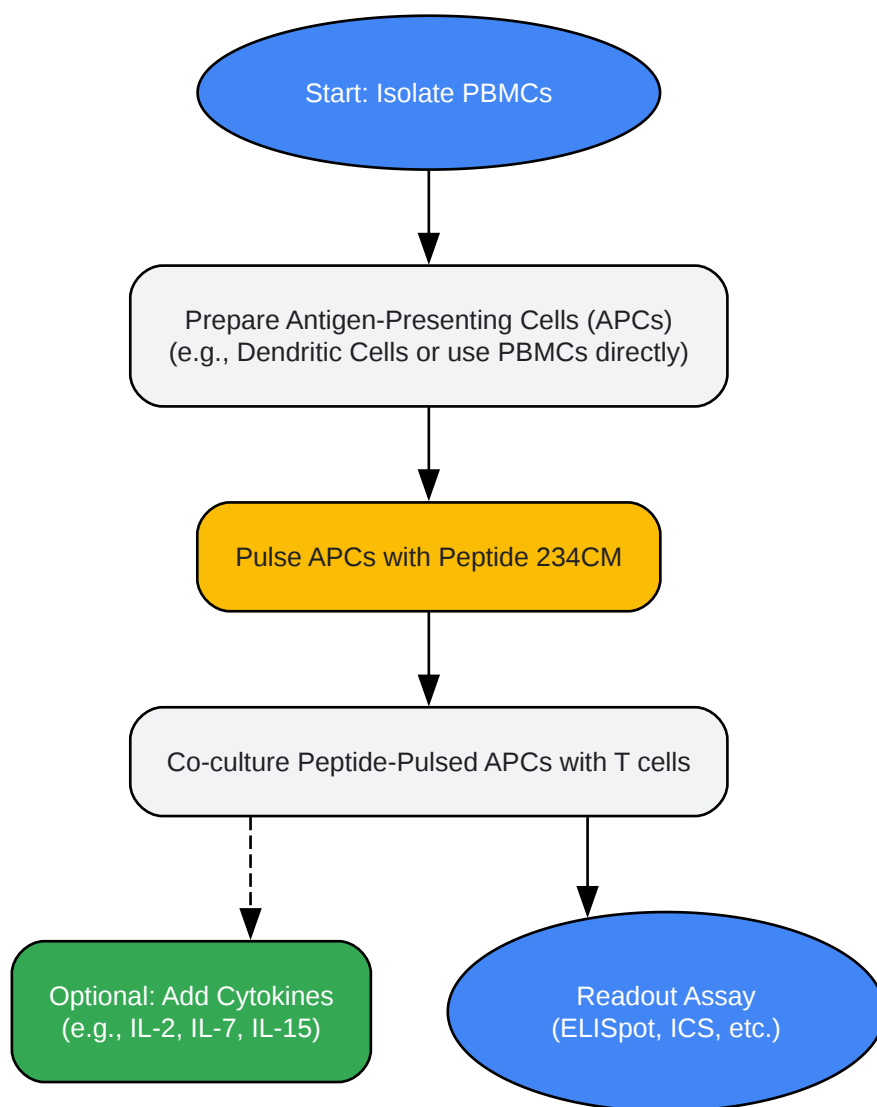 Start: Isolate PBMCs
Prepare Antigen-Presenting Cells (APCs)
(e.g., Dendritic Cells or use PBMCs directly)
Pulse APCs with Peptide 234CM
Co-culture Peptide-Pulsed APCs with T cells
Optional: Add Cytokines
(e.g., IL-2, IL-7, IL-15)
Readout Assay
(ELISpot, ICS, etc.)